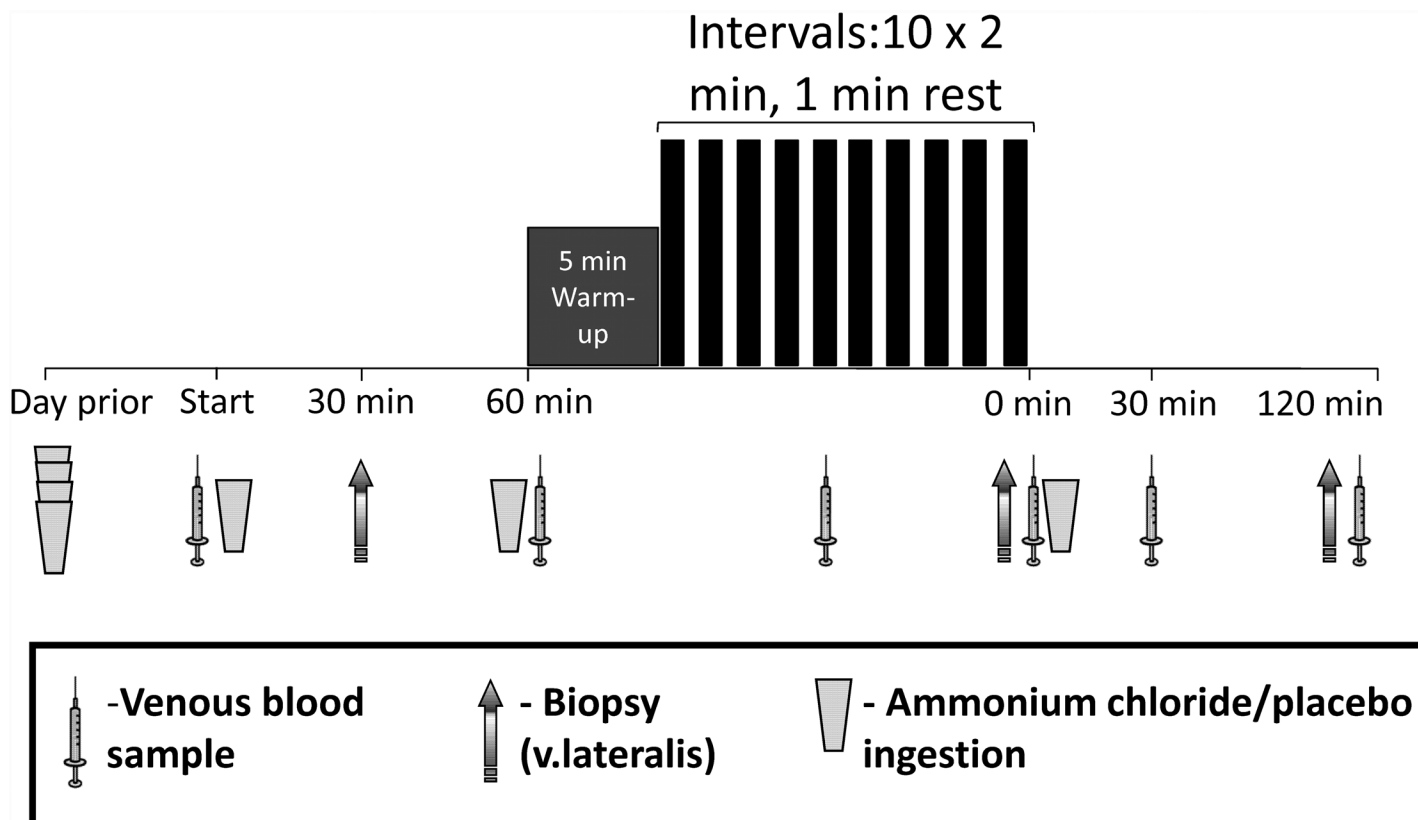 Intervals:10 x 2
min, 1 min rest
5 min
Warm-
up
Day prior Start 30 min 60 min 0 min 30 min 120 min
-Venous blood
sample
- Biopsy
(v.lateralis)
- Ammonium chloride/placebo
ingestion